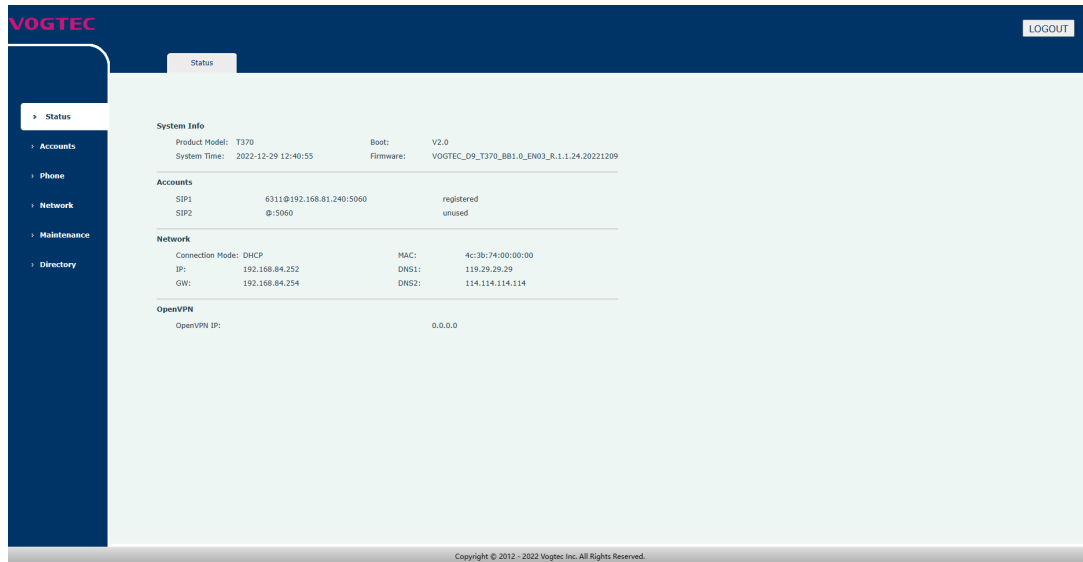 VOGTEC
LOGOUT
Status
» Status
› Accounts
› Phone
› Network
› Maintenance
› Directory
System Info
Product Model: T370 Boot: V2.0
System Time: 2022-12-29 12:40:55 Firmware: VOGTEC_D9_T370_BB1.0_EN03_R.1.1.24.20221209
Accounts
SIP1 6311@192.168.81.240:5060 registered
SIP2 @:5060 unused
Network
Connection Mode: DHCP MAC: 4c:3b:74:00:00:00
IP: 192.168.84.252 DNS1: 119.29.29.29
GW: 192.168.84.254 DNS2: 114.114.114.114
OpenVPN
OpenVPN IP: 0.0.0.0
Copyright © 2012 - 2022 Vogtec Inc. All Rights Reserved.